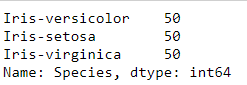 Iris-versicolor    50
Iris-setosa        50
Iris-virginica     50
Name: Species, dtype: int64